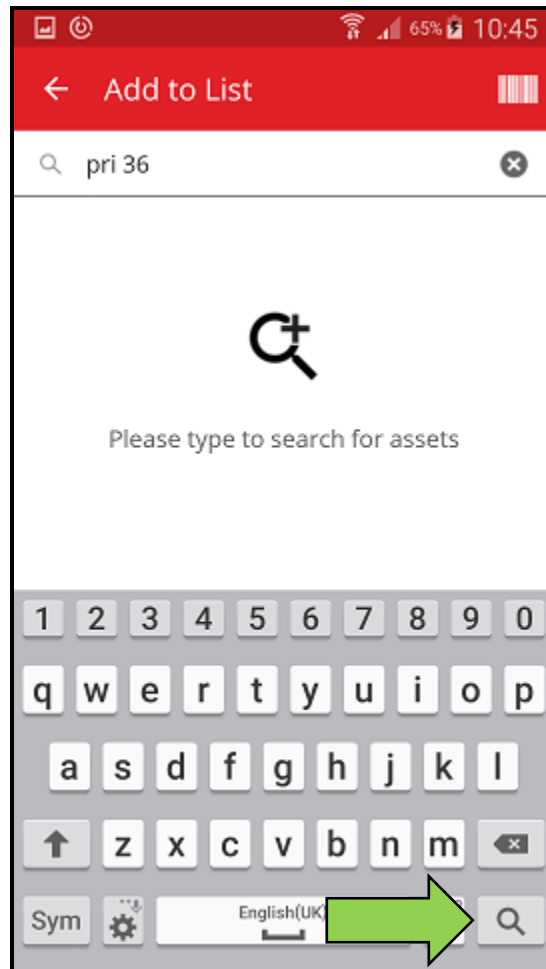 65% 10:45
Add to List
pri 36
Please type to search for assets
1 2 3 4 5 6 7 8 9 0
q w e r t y u i o p
a s d f g h j k l
z x c v b n m
Sym English(UK)